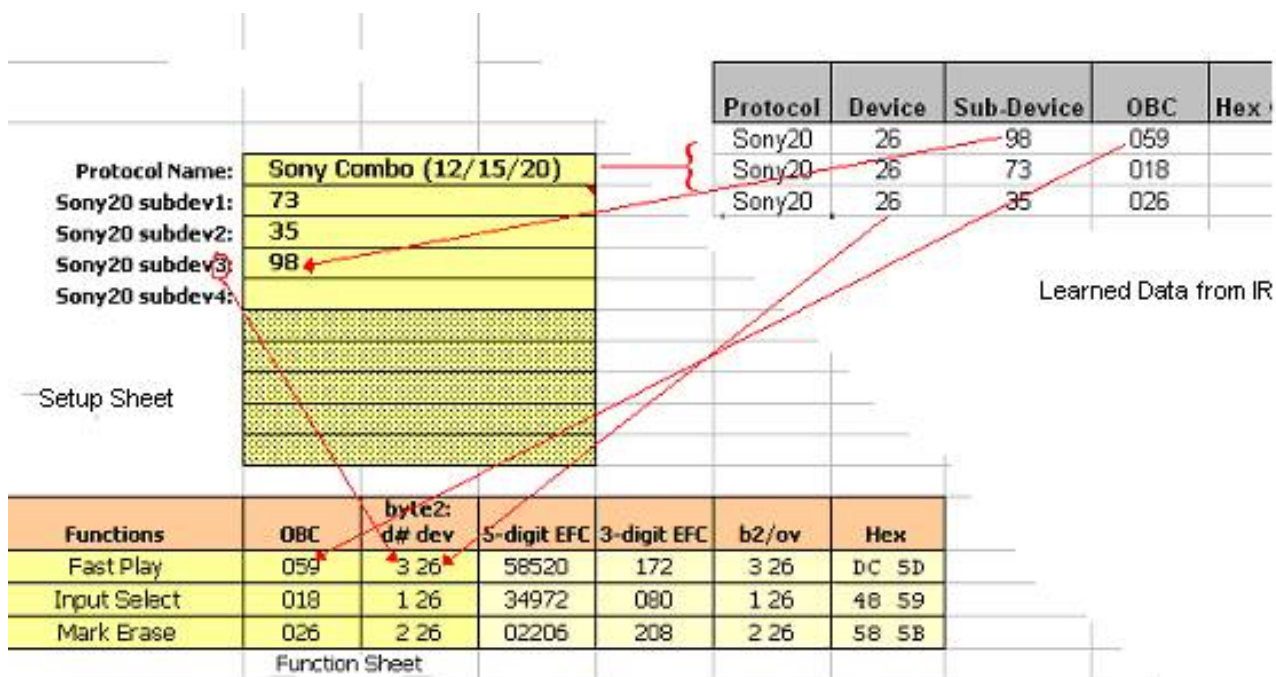 Protocol Device Sub-Device OBC Hex
Sony20 26 98 059
Sony20 26 73 018
Sony20 26 35 026
Protocol Name: Sony Combo (12/15/20)
Sony20 subdev1: 73
Sony20 subdev2: 35
Sony20 subdev3: 98
Sony20 subdev4:
Learned Data from IR
Setup Sheet
Functions OBC byte2: d# dev 5-digit EFC 3-digit EFC b2/ov Hex
Fast Play 059 3 26 58520 172 3 26 DC 5D
Input Select 018 1 26 34972 080 1 26 48 59
Mark Erase 026 2 26 02206 208 2 26 58 5B
Function Sheet